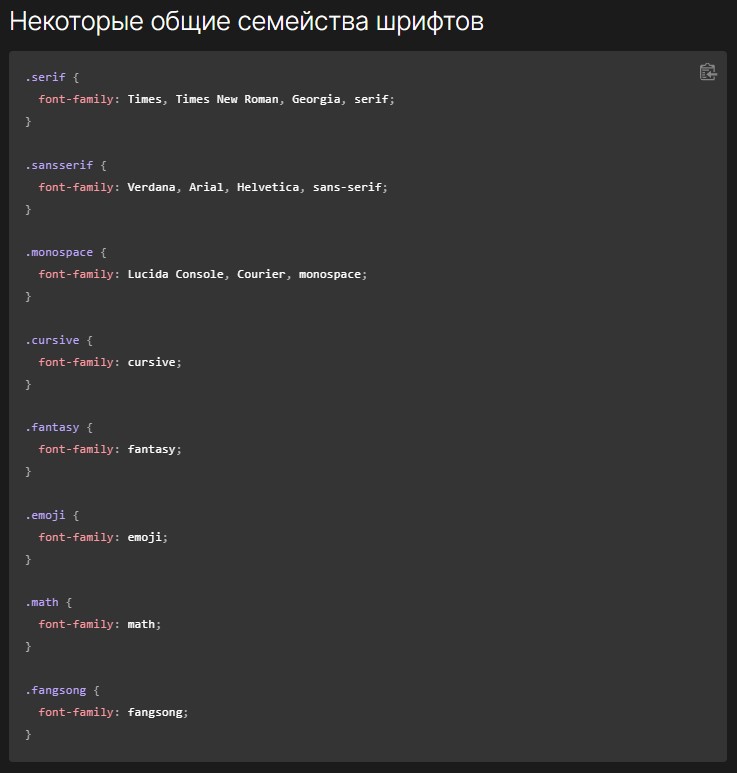 Некоторые общие семейства шрифтов
.serif {
  font-family: Times, Times New Roman, Georgia, serif;
}
.sansserif {
  font-family: Verdana, Arial, Helvetica, sans-serif;
}
.monospace {
  font-family: Lucida Console, Courier, monospace;
}
.cursive {
  font-family: cursive;
}
.fantasy {
  font-family: fantasy;
}
.emoji {
  font-family: emoji;
}
.math {
  font-family: math;
}
.fangsong {
  font-family: fangsong;
}